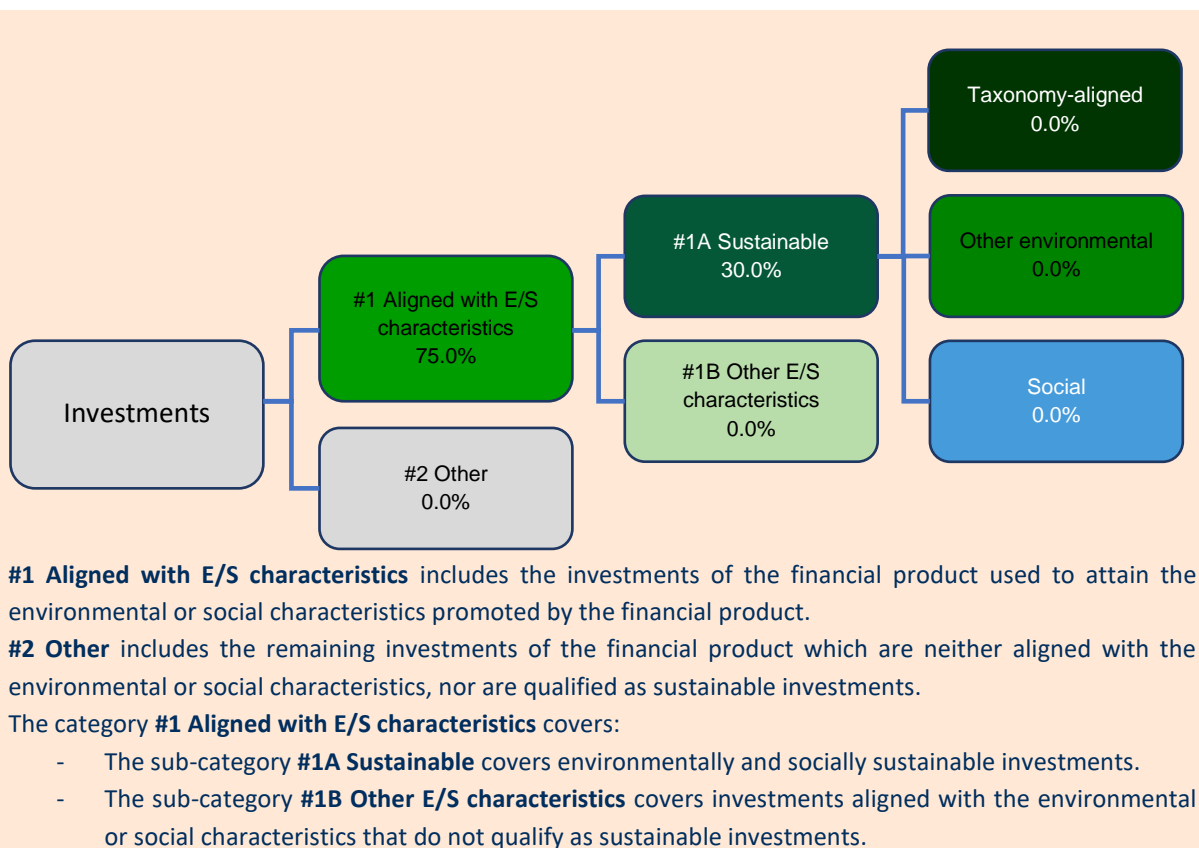 Taxonomy-aligned
0.0%
#1A Sustainable
30.0%
Other environmental
0.0%
#1 Aligned with E/S
characteristics
75.0%
Investments
#1B Other E/S
characteristics
0.0%
Social
0.0%
#2 Other
0.0%
#1 Aligned with E/S characteristics includes the investments of the financial product used to attain the
environmental or social characteristics promoted by the financial product.
#2 Other includes the remaining investments of the financial product which are neither aligned with the
environmental or social characteristics, nor are qualified as sustainable investments.
The category #1 Aligned with E/S characteristics covers:
- The sub-category #1A Sustainable covers environmentally and socially sustainable investments.
- The sub-category #1B Other E/S characteristics covers investments aligned with the environmental
or social characteristics that do not qualify as sustainable investments.